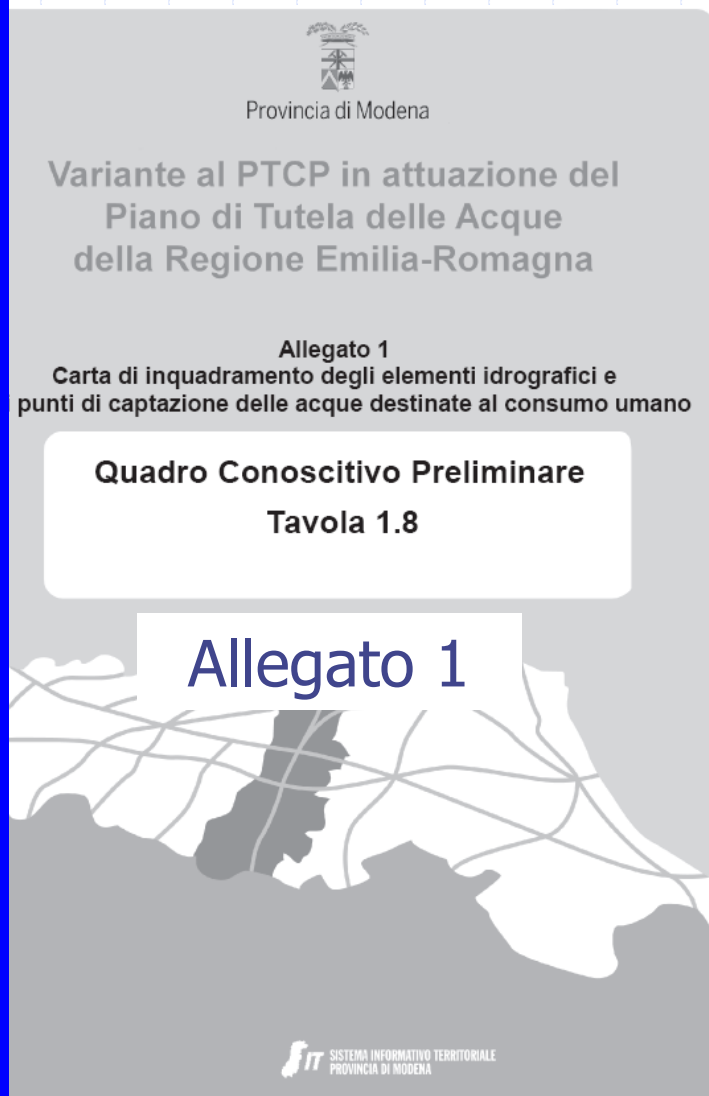 Provincia di Modena
Variante al PTCP in attuazione del
Piano di Tutela delle Acque
della Regione Emilia-Romagna
Allegato 1
Carta di inquadramento degli elementi idrografici e
i punti di captazione delle acque destinate al consumo umano
Quadro Conoscitivo Preliminare
Tavola 1.8
Allegato 1
SIT SISTEMA INFORMATIVO TERRITORIALE
PROVINCIA DI MODENA